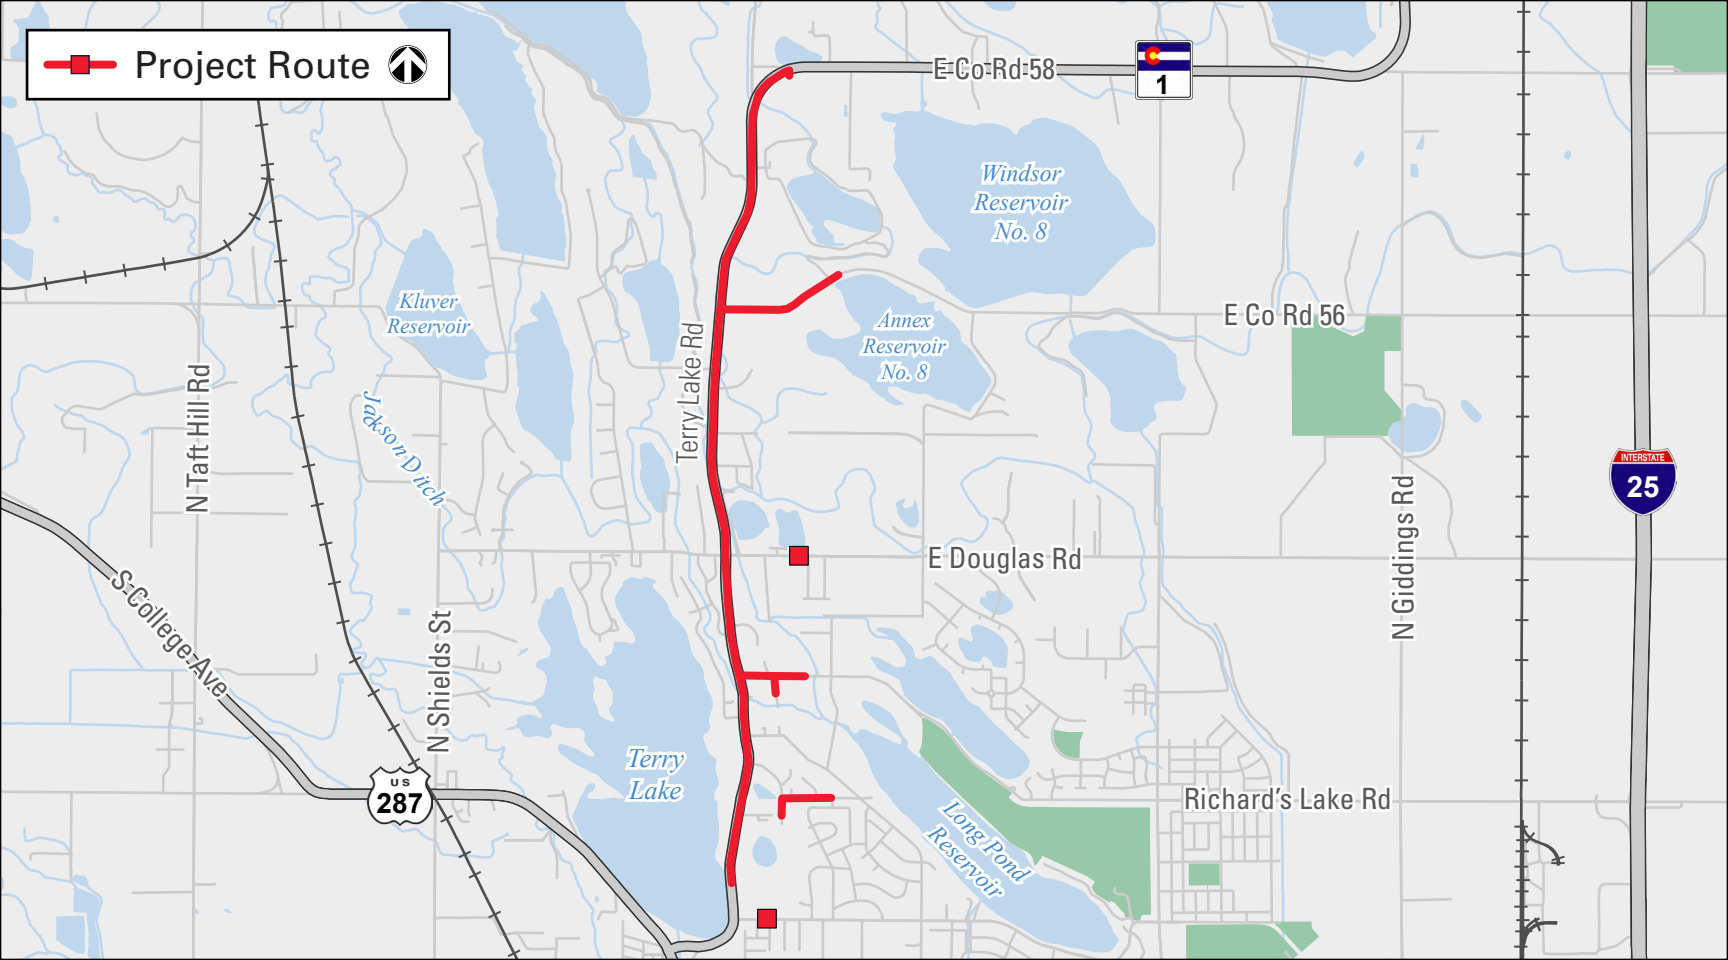 Project Route
E Co Rd 58
1
Windsor
Reservoir
No. 8
Kluver
Reservoir
Annex
Reservoir
No. 8
E Co Rd 56
Terry Lake Rd
N Taft Hill Rd
Jackson Ditch
INTERSTATE
25
N Giddings Rd
E Douglas Rd
S College Ave
N Shields St
Terry
Lake
US
287
Richard's Lake Rd
Long Pond
Reservoir